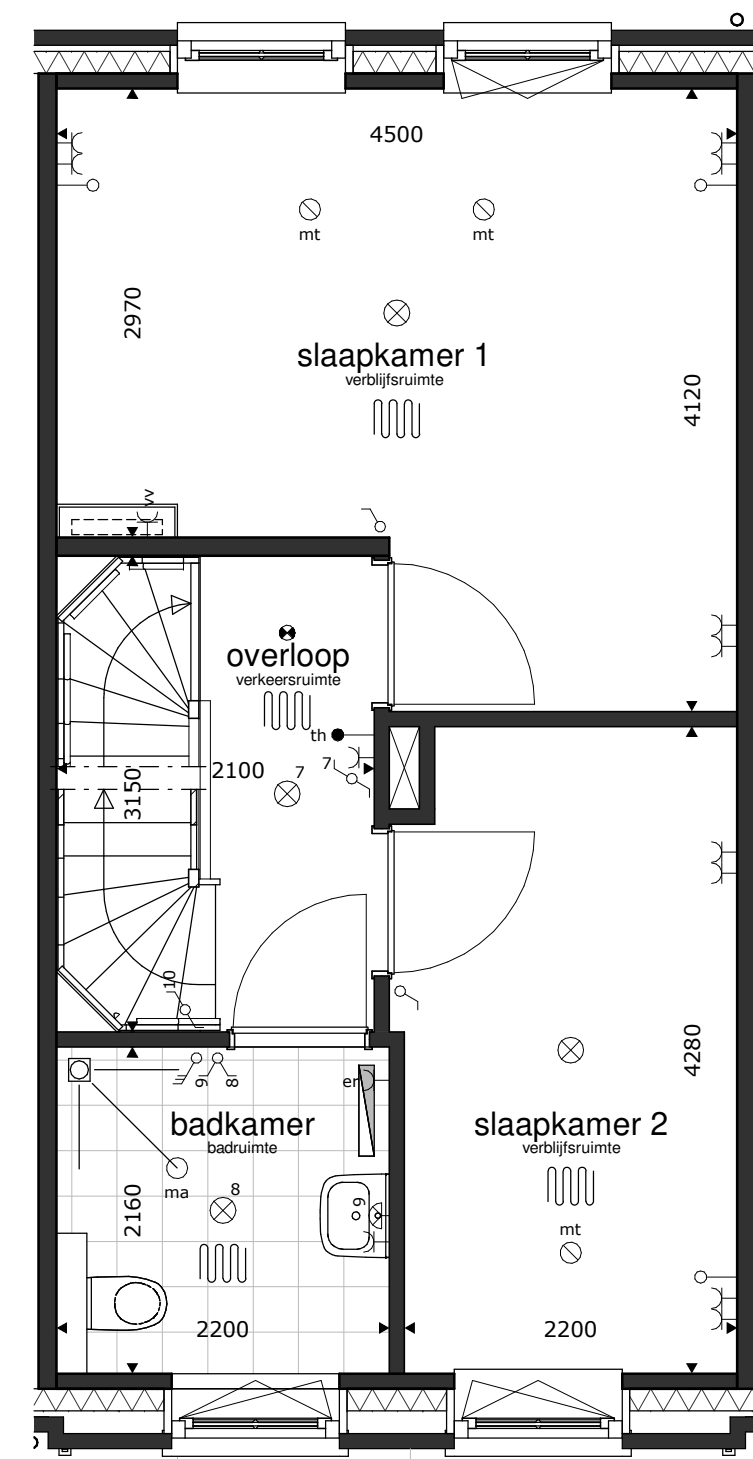 4500
mt
mt
2970
slaapkamer 1
verblijfsruimte
4120
vv
overloop
verkeersruimte
th
7
2100
7
3150
10
4280
9
8
er
badkamer
badruimte
slaapkamer 2
verblijfsruimte
ma
8
2160
9
mt
2200
2200